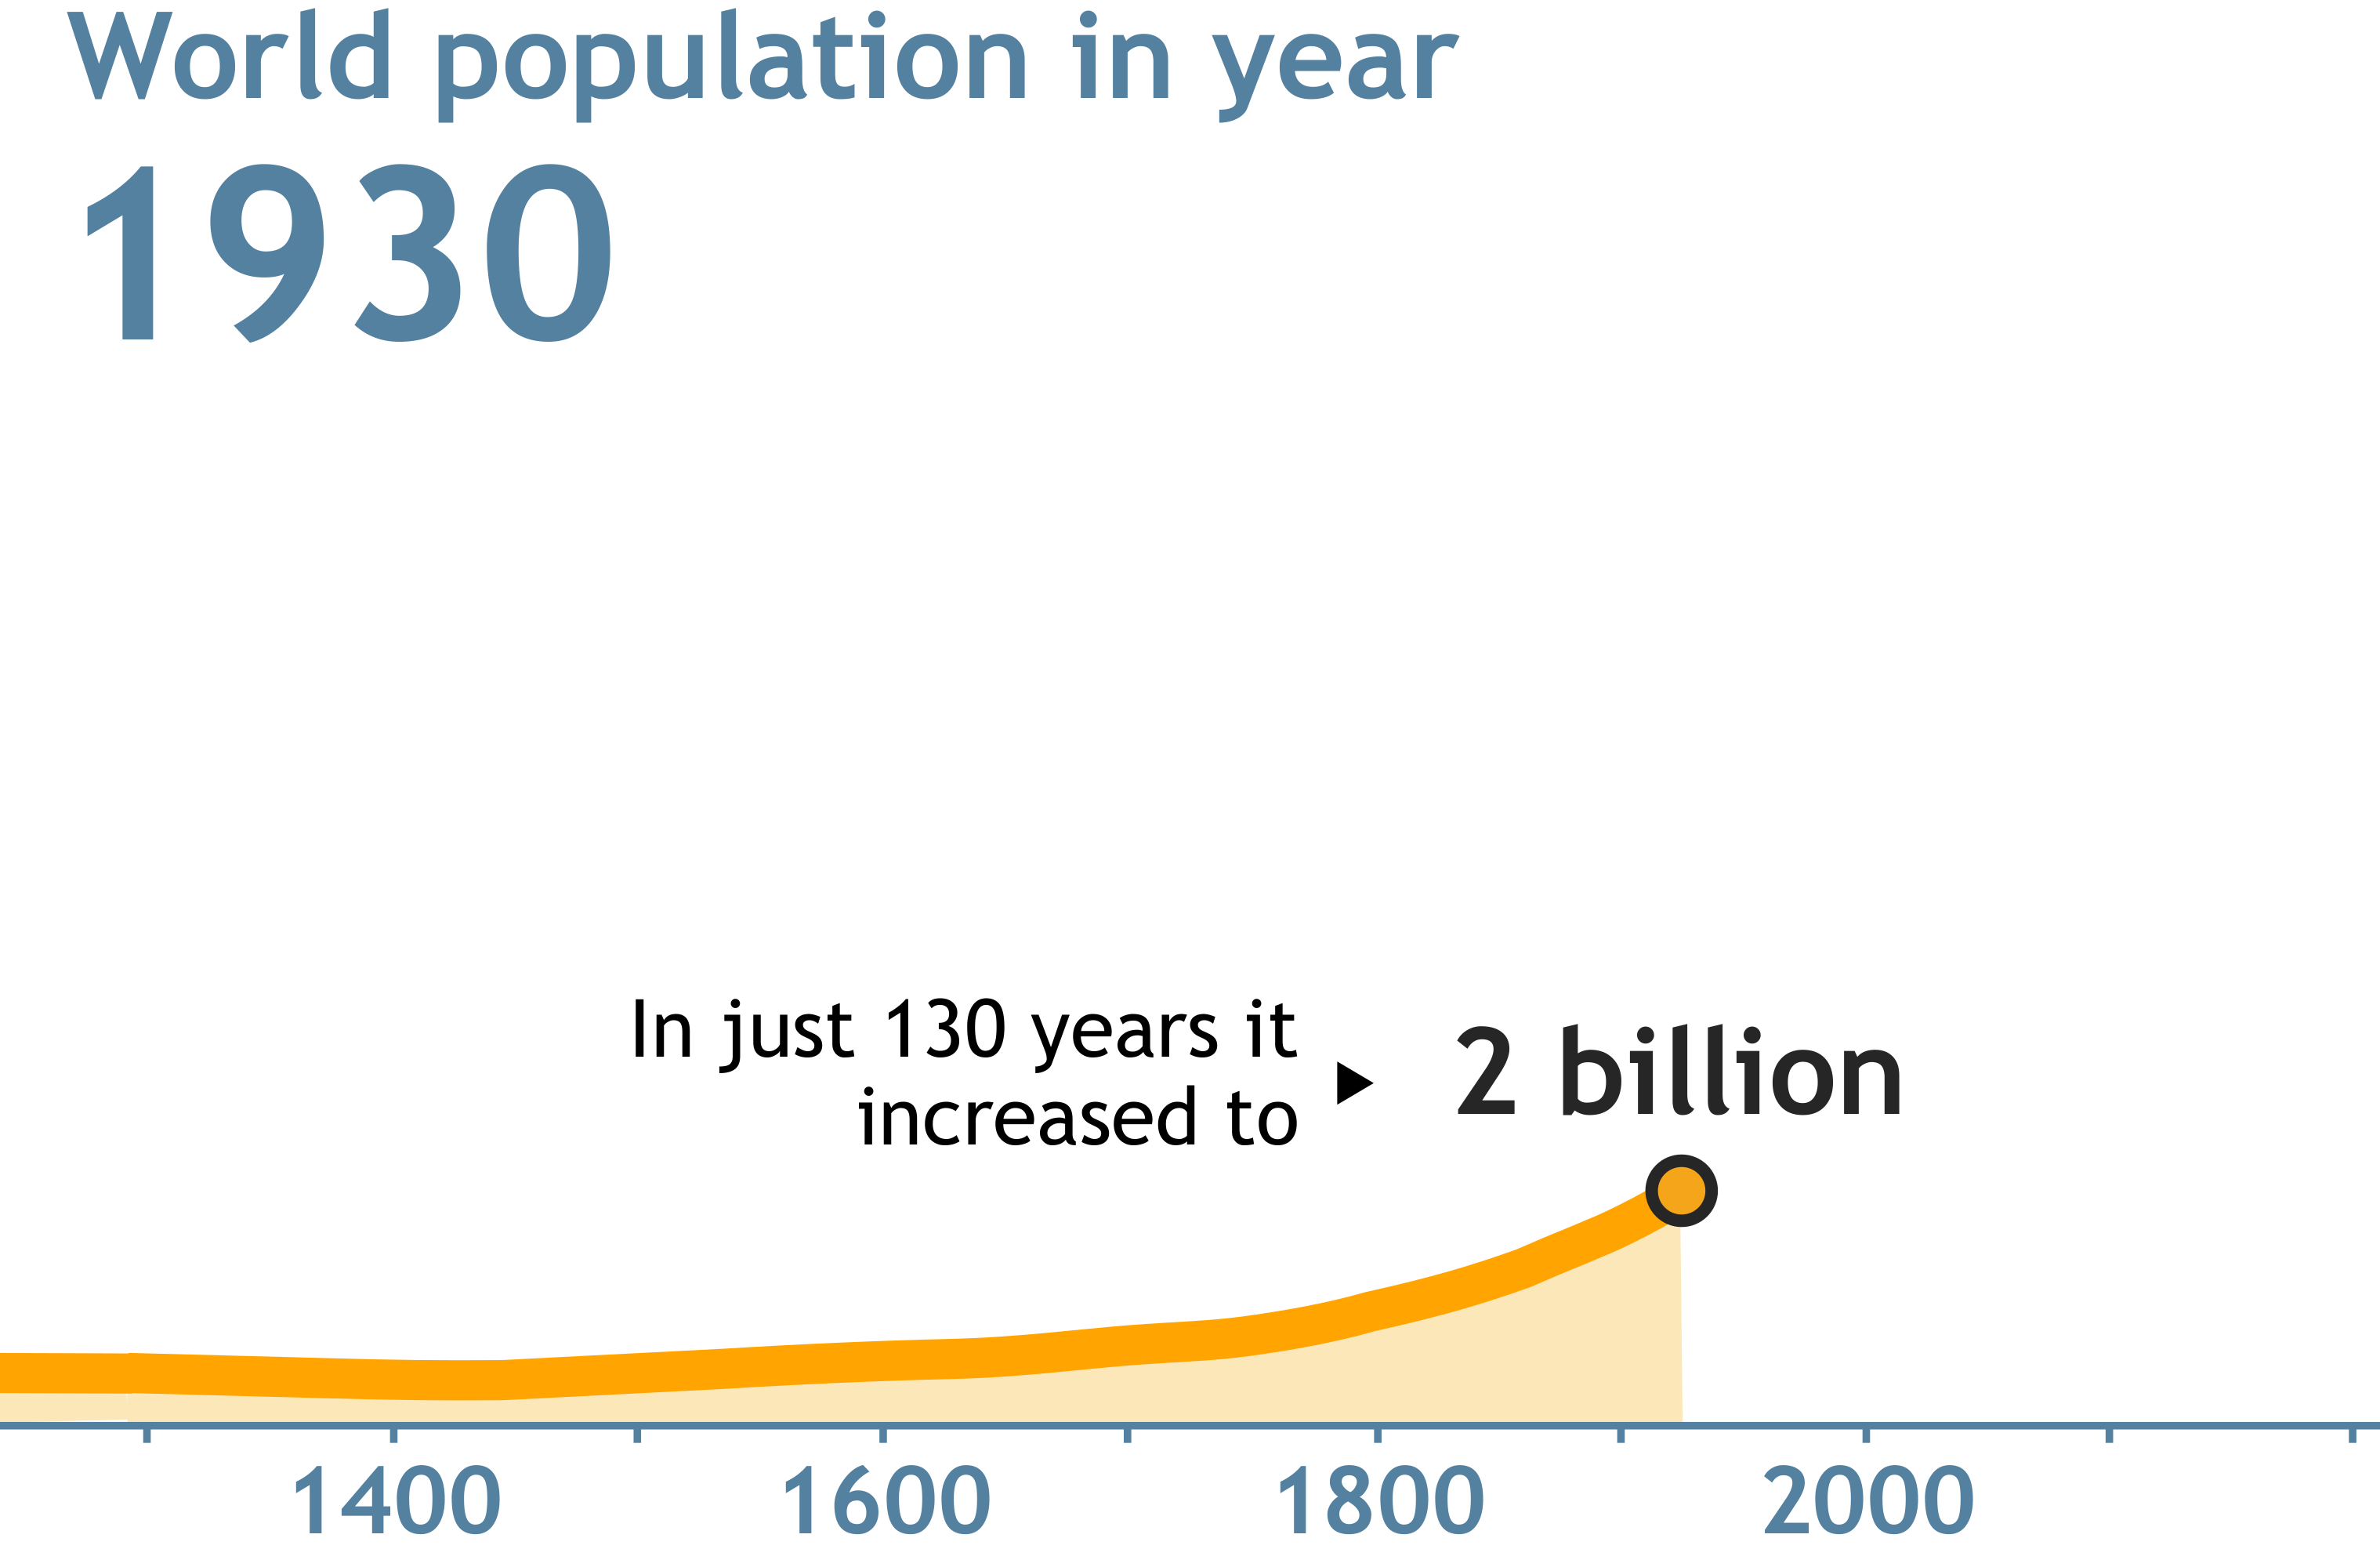 World population in year
1930
In just 130 years it
increased to
2 billion
1400 1600 1800 2000